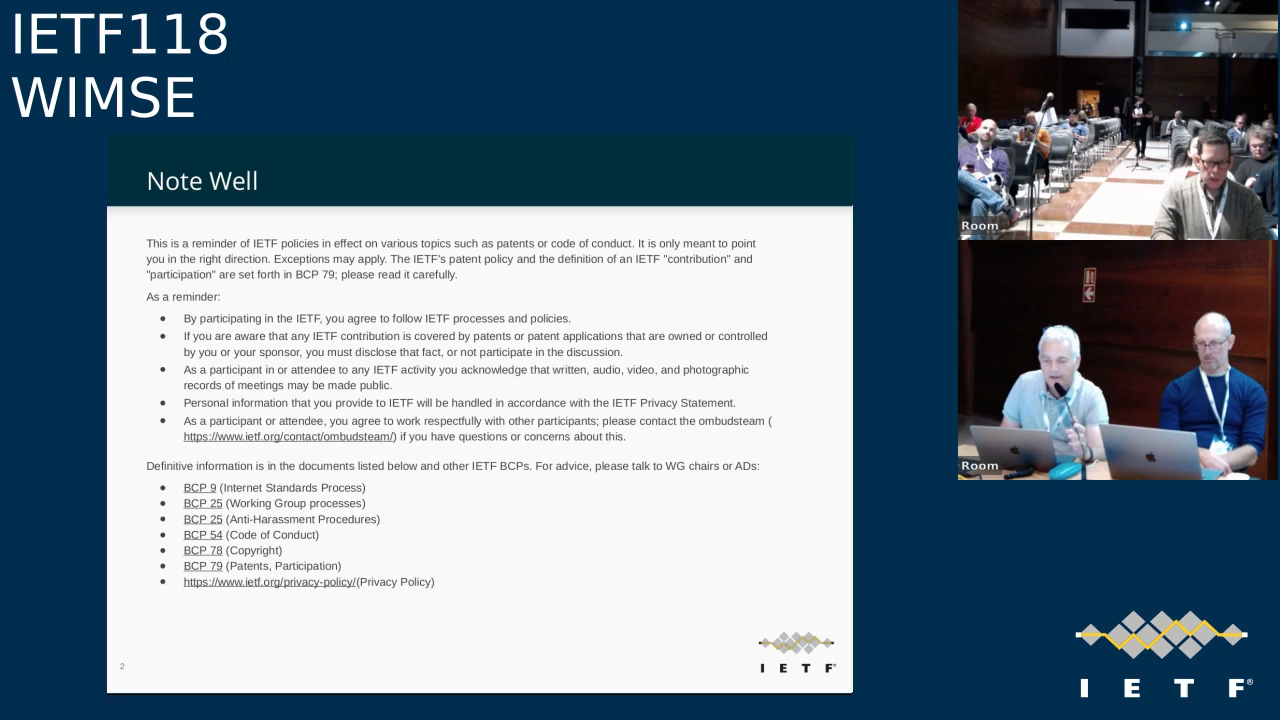 IETF118
WIMSE
Note Well
This is a reminder of IETF policies in effect on various topics such as patents or code of conduct. It is only meant to point
you in the right direction. Exceptions may apply. The IETF's patent policy and the definition of an IETF "contribution" and
"participation" are set forth in BCP 79; please read it carefully.
As a reminder:
● By participating in the IETF, you agree to follow IETF processes and policies.
● If you are aware that any IETF contribution is covered by patents or patent applications that are owned or controlled
by you or your sponsor, you must disclose that fact, or not participate in the discussion.
● As a participant in or attendee to any IETF activity you acknowledge that written, audio, video, and photographic
records of meetings may be made public.
● Personal information that you provide to IETF will be handled in accordance with the IETF Privacy Statement.
● As a participant or attendee, you agree to work respectfully with other participants; please contact the ombudsteam (
https://www.ietf.org/contact/ombudsteam/) if you have questions or concerns about this.
Definitive information is in the documents listed below and other IETF BCPs. For advice, please talk to WG chairs or ADs:
● BCP 9 (Internet Standards Process)
● BCP 25 (Working Group processes)
● BCP 25 (Anti-Harassment Procedures)
● BCP 54 (Code of Conduct)
● BCP 78 (Copyright)
● BCP 79 (Patents, Participation)
● https://www.ietf.org/privacy-policy/(Privacy Policy)
2
I E T F®
Room
Room
I E T F®